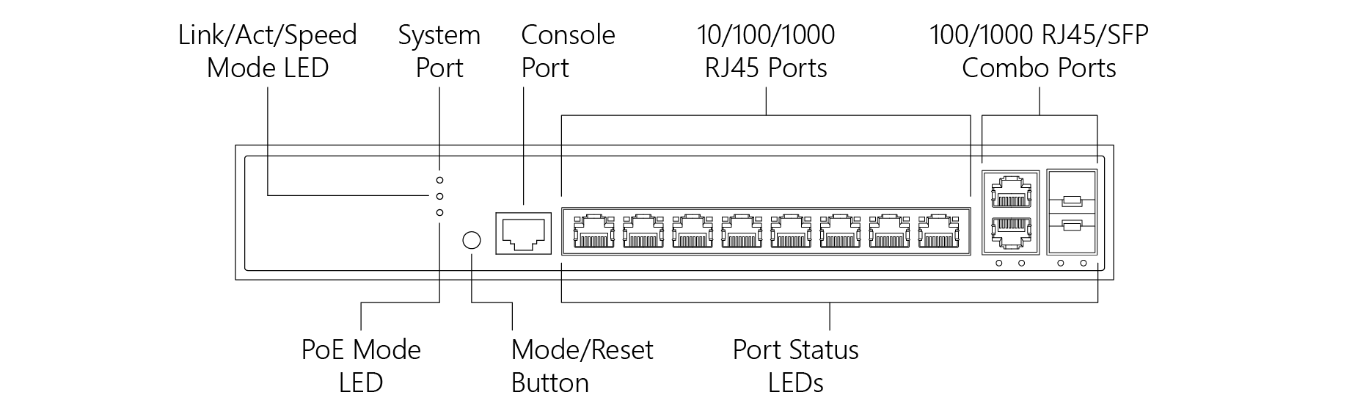 Link/Act/Speed
Mode LED
System
Port
Console
Port
10/100/1000
RJ45 Ports
100/1000 RJ45/SFP
Combo Ports
PoE Mode
LED
Mode/Reset
Button
Port Status
LEDs